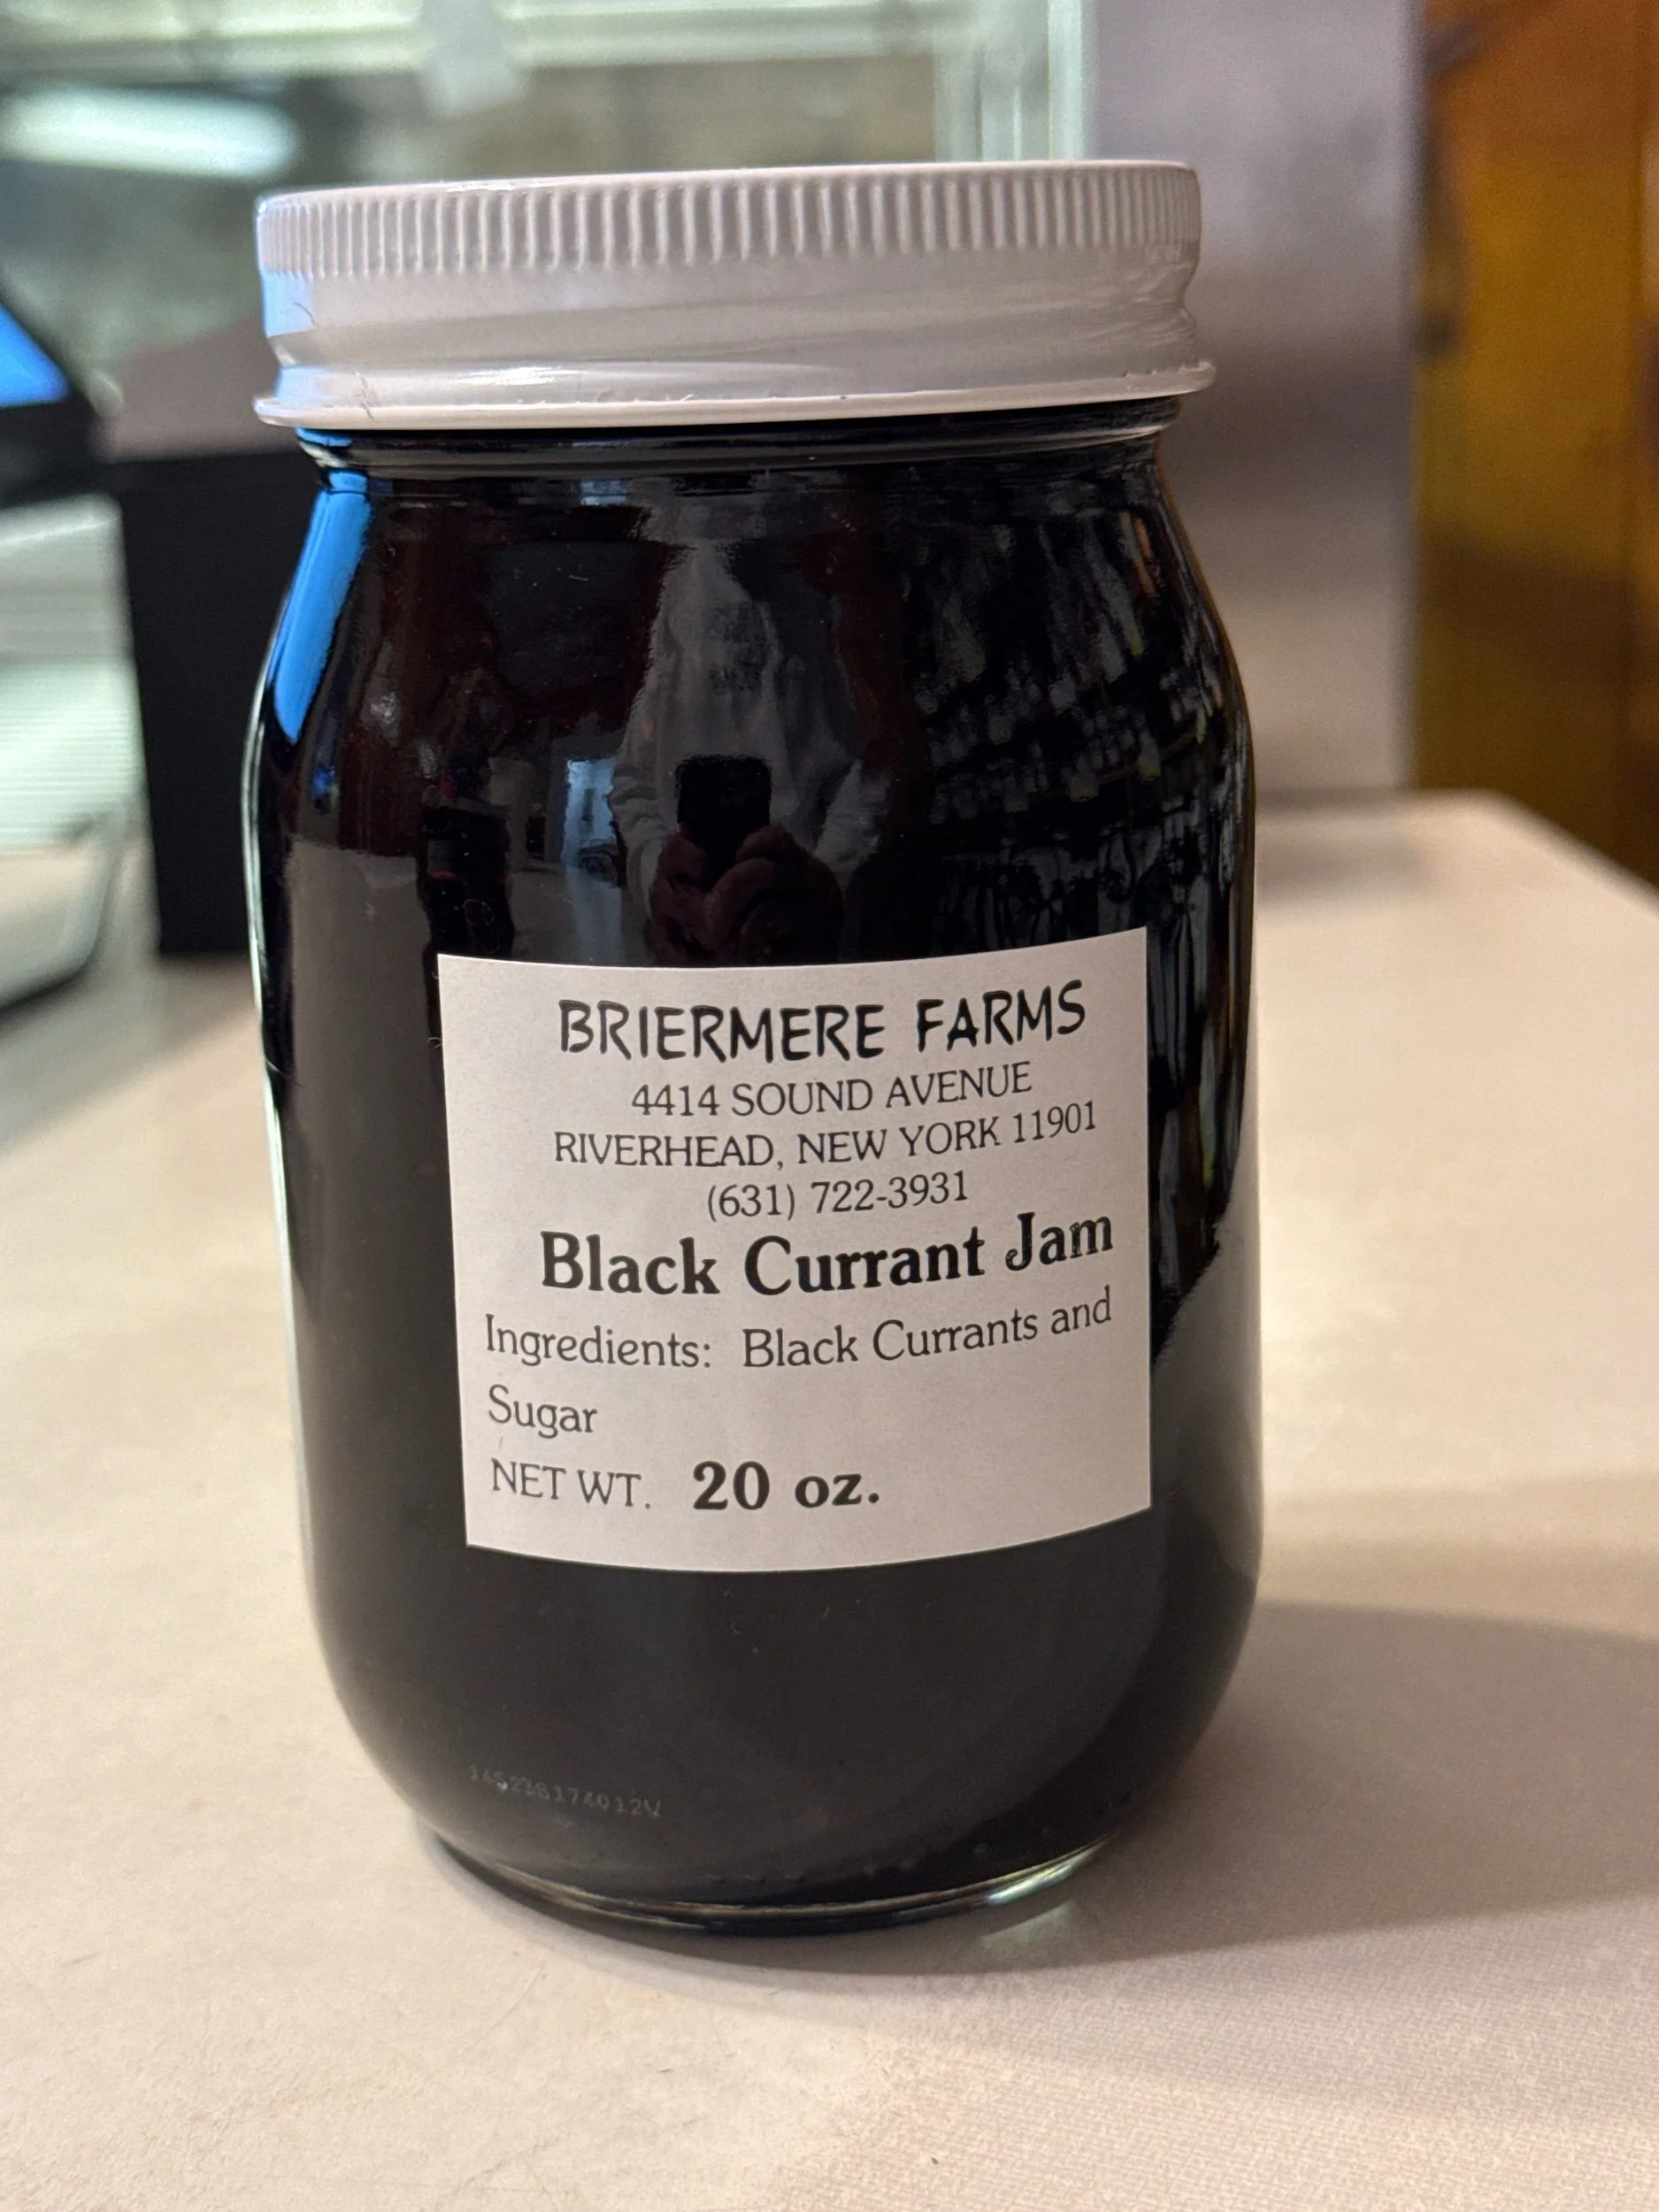 BRIERMERE FARMS
4414 SOUND AVENUE
RIVERHEAD, NEW YORK 11901
(631) 722-3931
Black Currant Jam
Ingredients: Black Currants and
Sugar
NET WT. 20 oz.